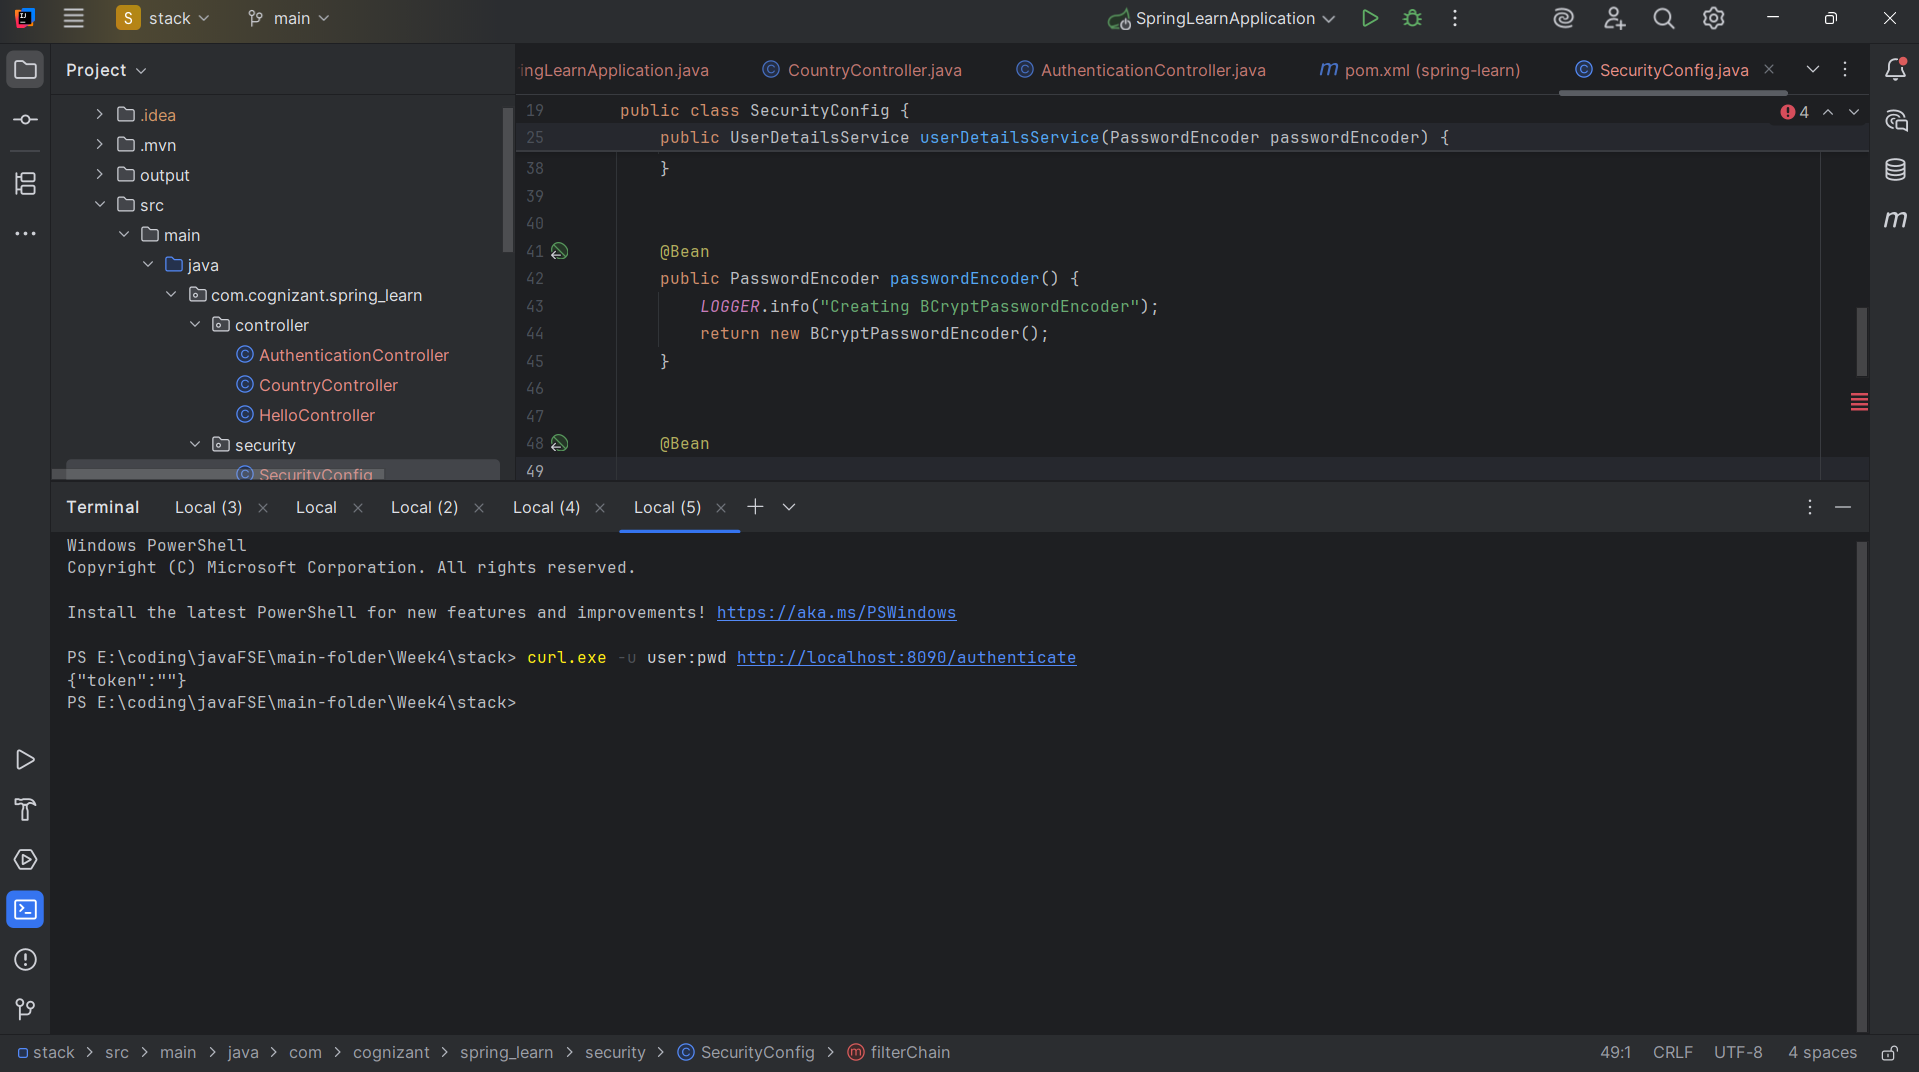 S stack main SpringLearnApplication
Project
ingLearnApplication.java CountryController.java AuthenticationController.java m pom.xml (spring-learn) SecurityConfig.java
.idea
.mvn
output
src
main
java
com.cognizant.spring_learn
controller
AuthenticationController
CountryController
HelloController
security
SecurityConfig
4
19 public class SecurityConfig {
25 public UserDetailsService userDetailsService(PasswordEncoder passwordEncoder) {
38 }
39
40
41 @Bean
42 public PasswordEncoder passwordEncoder() {
43 LOGGER.info("Creating BCryptPasswordEncoder");
44 return new BCryptPasswordEncoder();
45 }
46
47
48 @Bean
49
Terminal Local (3) Local Local (2) Local (4) Local (5)
Windows PowerShell
Copyright (C) Microsoft Corporation. All rights reserved.
Install the latest PowerShell for new features and improvements! https://aka.ms/PSWindows
PS E:\coding\javaFSE\main-folder\Week4\stack> curl.exe -u user:pwd http://localhost:8090/authenticate
{"token":""}
PS E:\coding\javaFSE\main-folder\Week4\stack>
stack > src > main > java > com > cognizant > spring_learn > security > SecurityConfig > filterChain 49:1 CRLF UTF-8 4 spaces